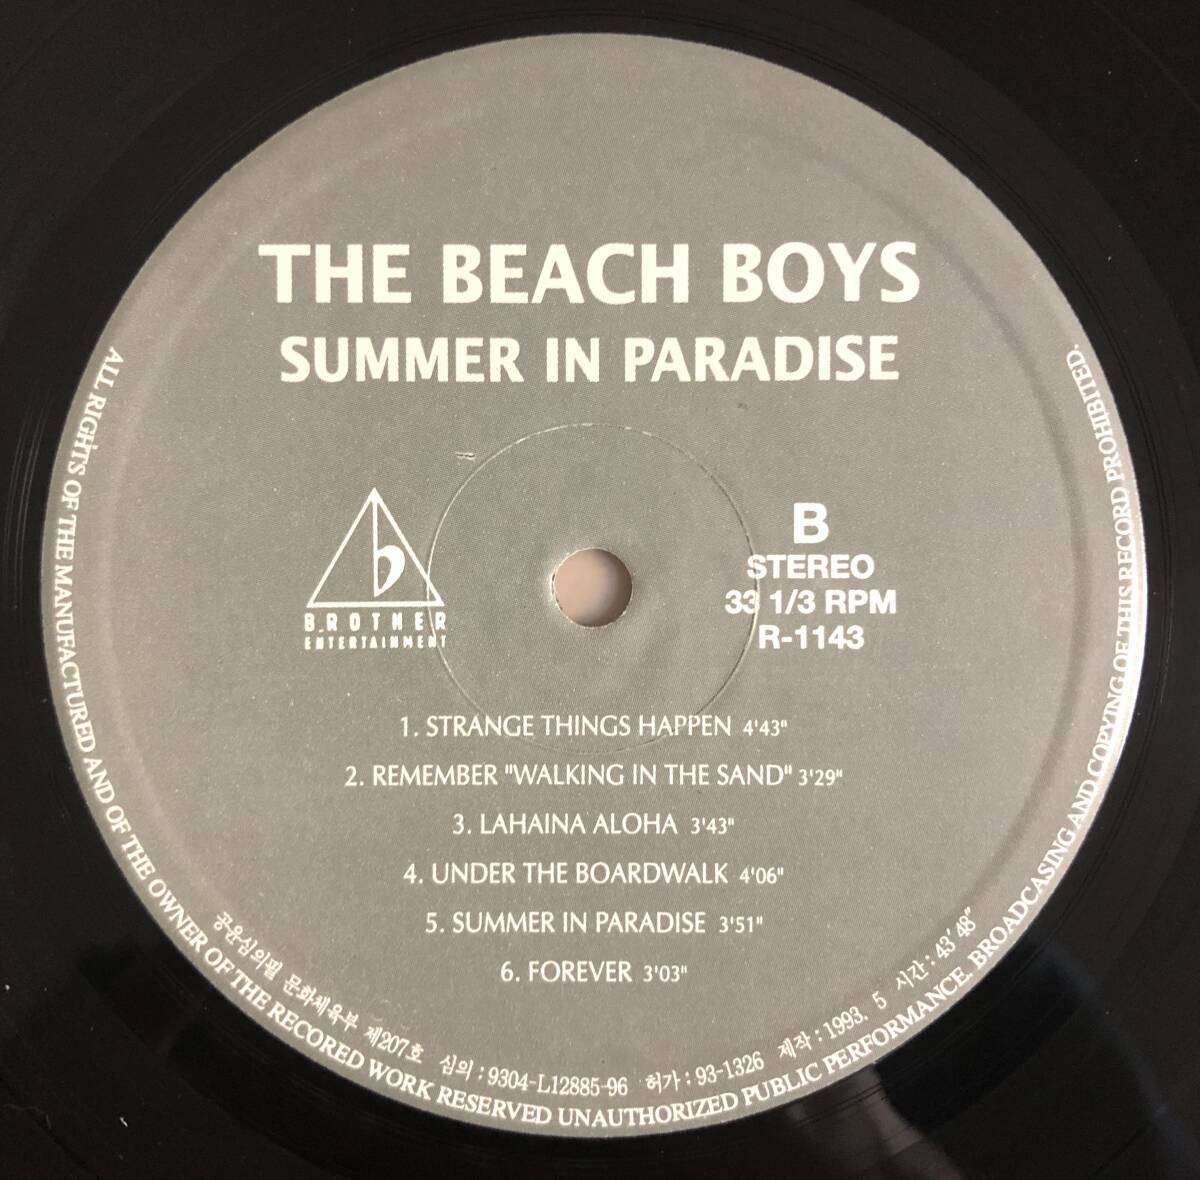 THE BEACH BOYS
SUMMER IN PARADISE
b
B.ROTHER
ENTERTAINMENT
B
STEREO
33 1/3 RPM
R-1143
1. STRANGE THINGS HAPPEN 4'43"
2. REMEMBER "WALKING IN THE SAND" 3'29"
3. LAHAINA ALOHA 3'43"
4. UNDER THE BOARDWALK 4'06"
5. SUMMER IN PARADISE 3'51"
6. FOREVER 3'03"
공윤심의필 문화체육부 제207호 심의:9304-L12885-96 허가:93-1326 제작:1993. 5 시간:43'48"
ALL RIGHTS OF THE MANUFACTURED AND OF THE OWNER OF THE RECORED WORK RESERVED UNAUTHORIZED PUBLIC PERFORMANCE. BROADCASING AND COPYING OF THIS RECORD PROHIBITED.